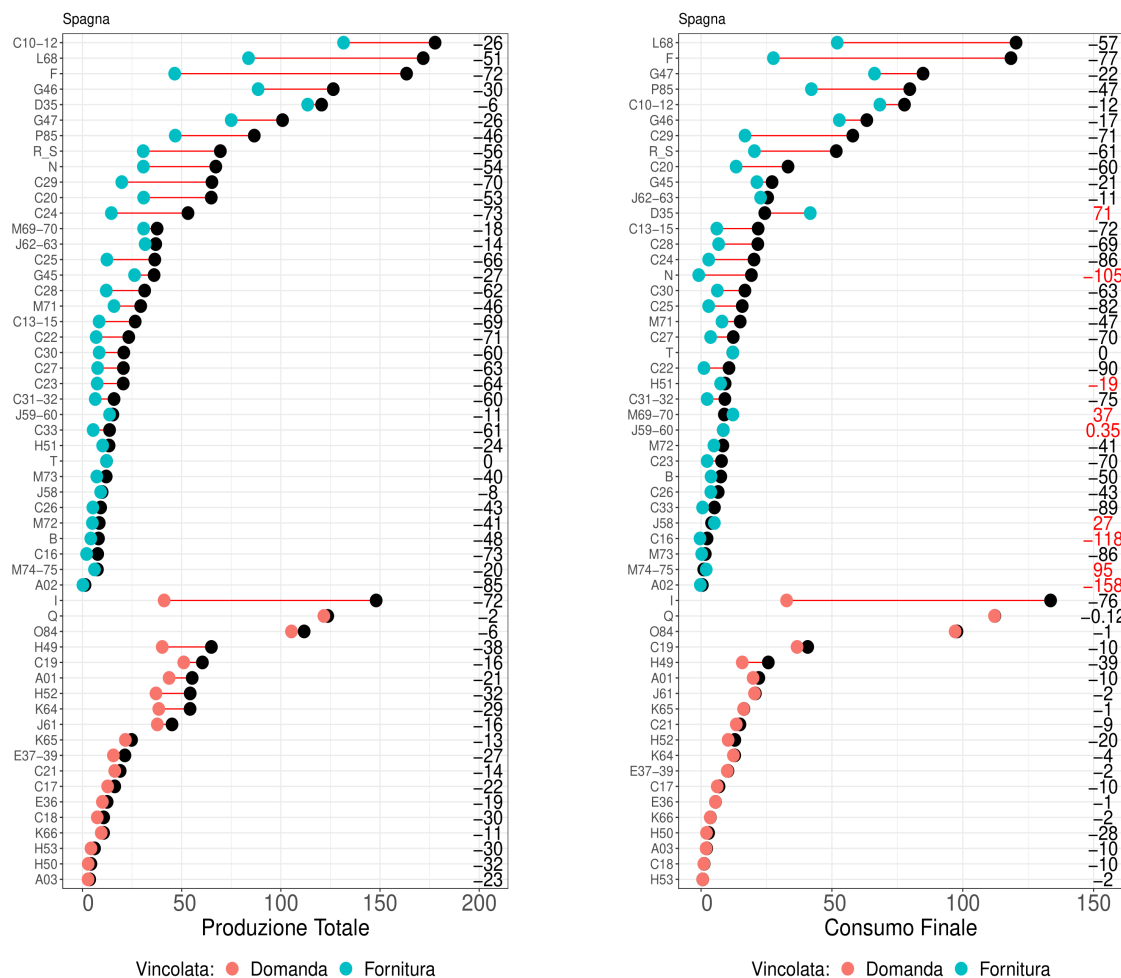 Spagna
C10−12 −26
L68 −51
F −72
G46 −30
D35 −6
G47 −26
P85 −46
R_S −56
_N −54
C29 −70
C20 −53
C24 −73
M69−70 −18
J62−63 −14
C25 −66
G45 −27
C28 −62
M71 −46
C13−15 −69
C22 −71
C30 −60
C27 −63
C23 −64
C31−32 −60
J59−60 −11
C33 −61
H51 −24
T 0
M73 −40
J58 −8
C26 −43
M72 −41
B −48
C16 −73
M74−75 −20
A02 −85
I −72
Q −2
O84 −6
H49 −38
C19 −16
A01 −21
H52 −32
K64 −29
J61 −16
K65 −13
E37−39 −27
C21 −14
C17 −22
E36 −19
C18 −30
K66 −11
H53 −30
H50 −32
A03 −23
0 50 100 150 200
Produzione Totale
Vincolata: Domanda Fornitura
Spagna
L68 −57
F −77
G47 −22
P85 −47
C10−12 −12
G46 −17
C29 −71
R_S −61
C20 −60
G45 −21
J62−63 −11
D35 71
C13−15 −72
C28 −69
C24 −86
N −105
C30 −63
C25 −82
M71 −47
C27 −70
T 0
C22 −90
H51 −19
C31−32 −75
M69−70 37
J59−60 0.35
M72 −41
C23 −70
B −50
C26 −43
C33 −89
J58 27
C16 −118
M73 −86
M74−75 95
A02 −158
I −76
Q −0.12
O84 −1
C19 −10
H49 −39
A01 −10
J61 −2
K65 −1
C21 −9
H52 −20
K64 −4
E37−39 −2
C17 −10
E36 −1
K66 −2
H50 −28
A03 −10
C18 −10
H53 −2
0 50 100 150
Consumo Finale
Vincolata: Domanda Fornitura